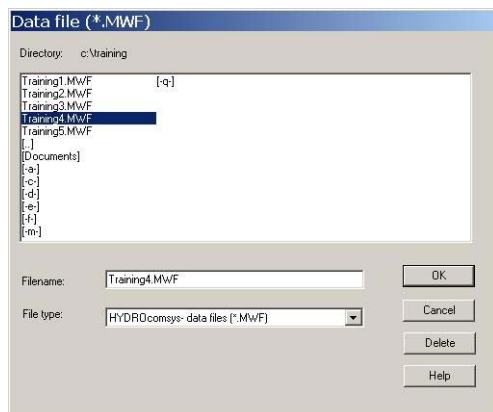 Data file (*.MWF)
Directory: c:\training
Training1.MWF [-q-]
Training2.MWF
Training3.MWF
Training4.MWF
Training5.MWF
[..]
[Documents]
[-a-]
[-c-]
[-d-]
[-e-]
[-f-]
[-m-]
Filename: Training4.MWF OK
File type: HYDROcomsys- data files (*.MWF) Cancel
Delete
Help